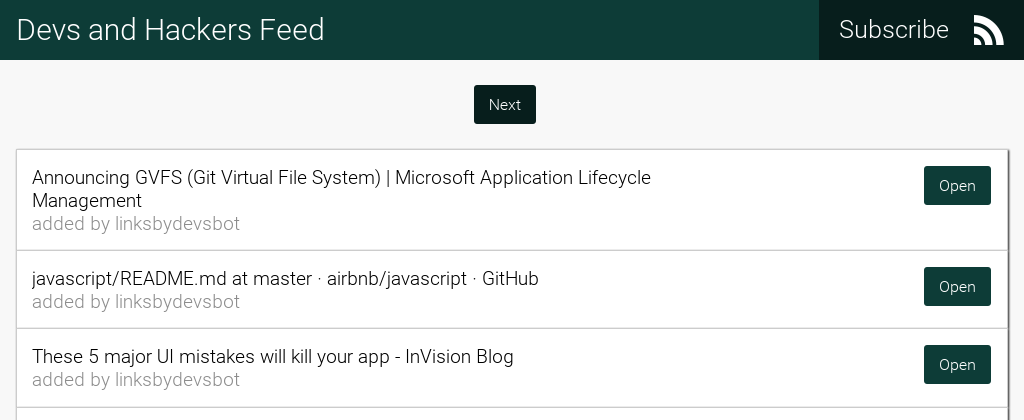 Devs and Hackers Feed
Subscribe
Next
Announcing GVFS (Git Virtual File System) | Microsoft Application Lifecycle
Management
added by linksbydevsbot
Open
javascript/README.md at master · airbnb/javascript · GitHub
added by linksbydevsbot
Open
These 5 major UI mistakes will kill your app - InVision Blog
added by linksbydevsbot
Open